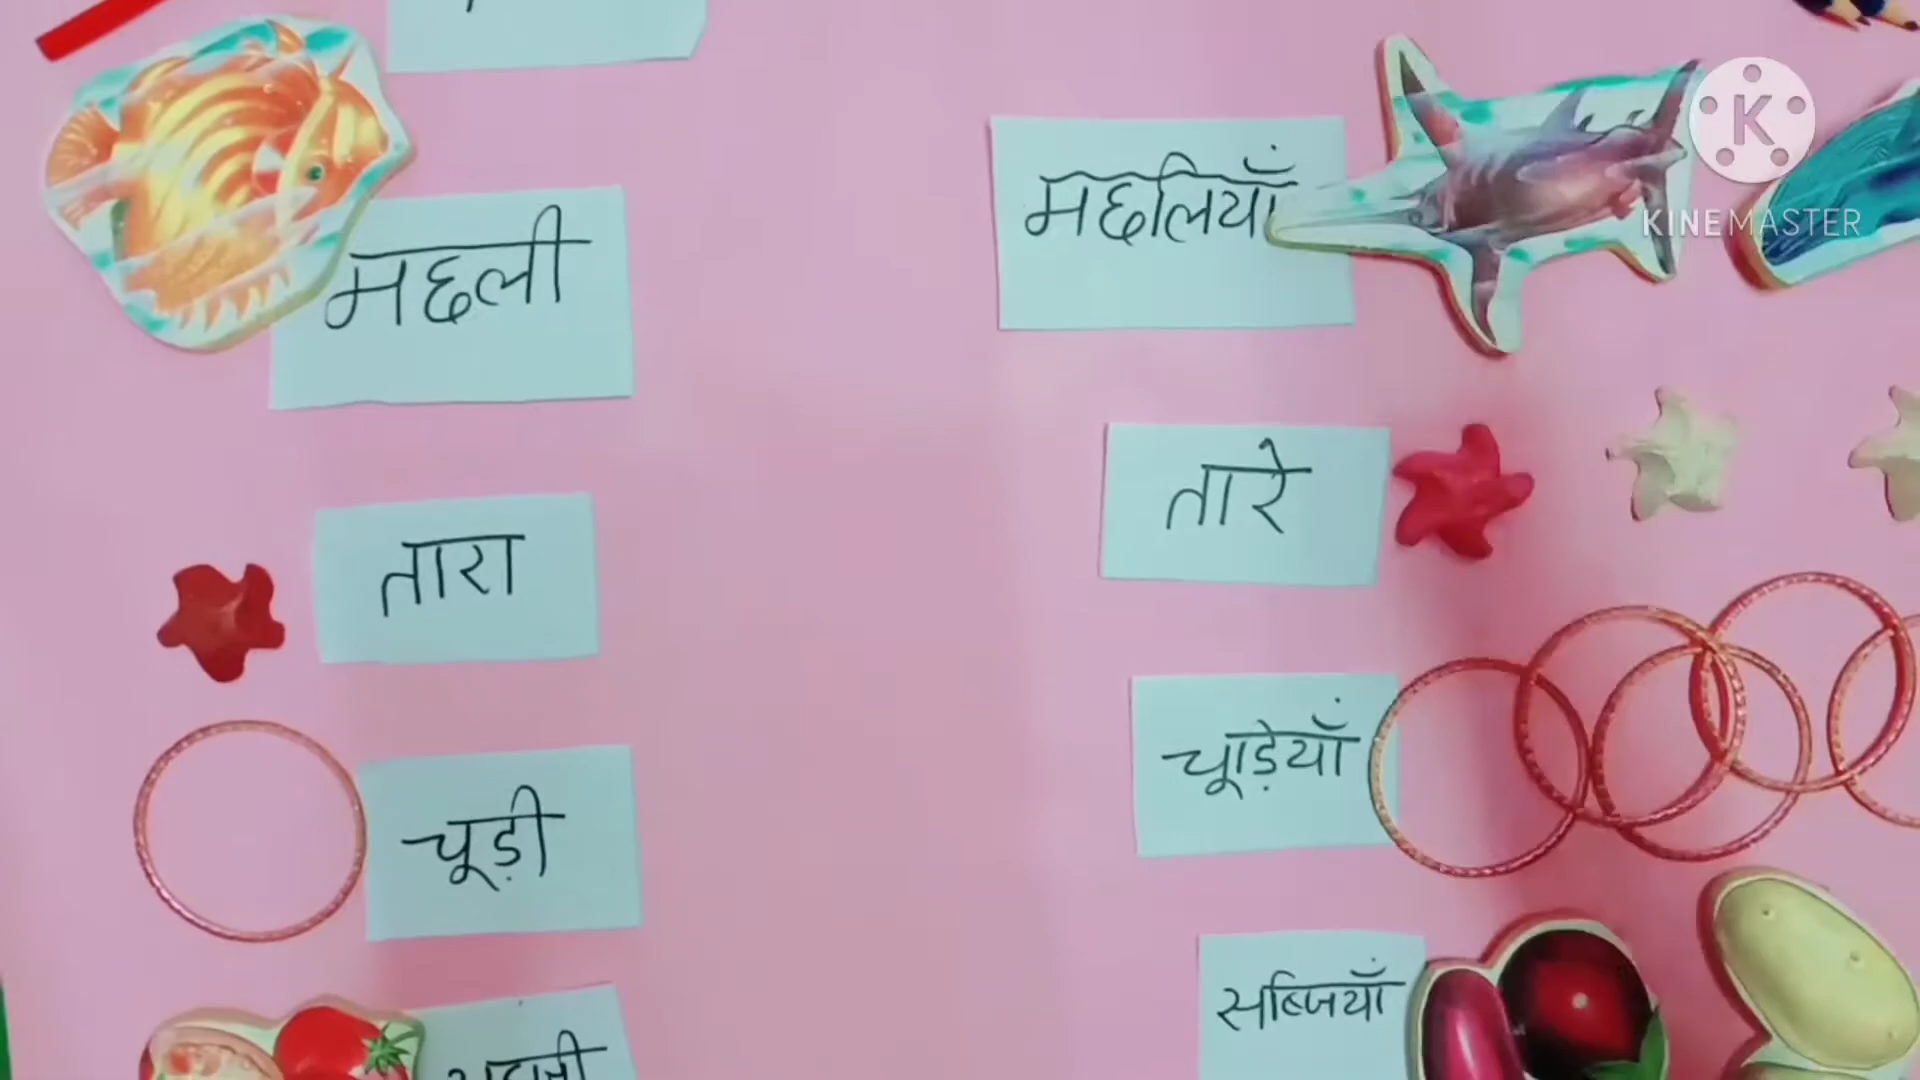 मछली
मछलियाँ
K
KINEMASTER
तारा
तारे
चूड़ी
चूड़ियाँ
सब्जियाँ